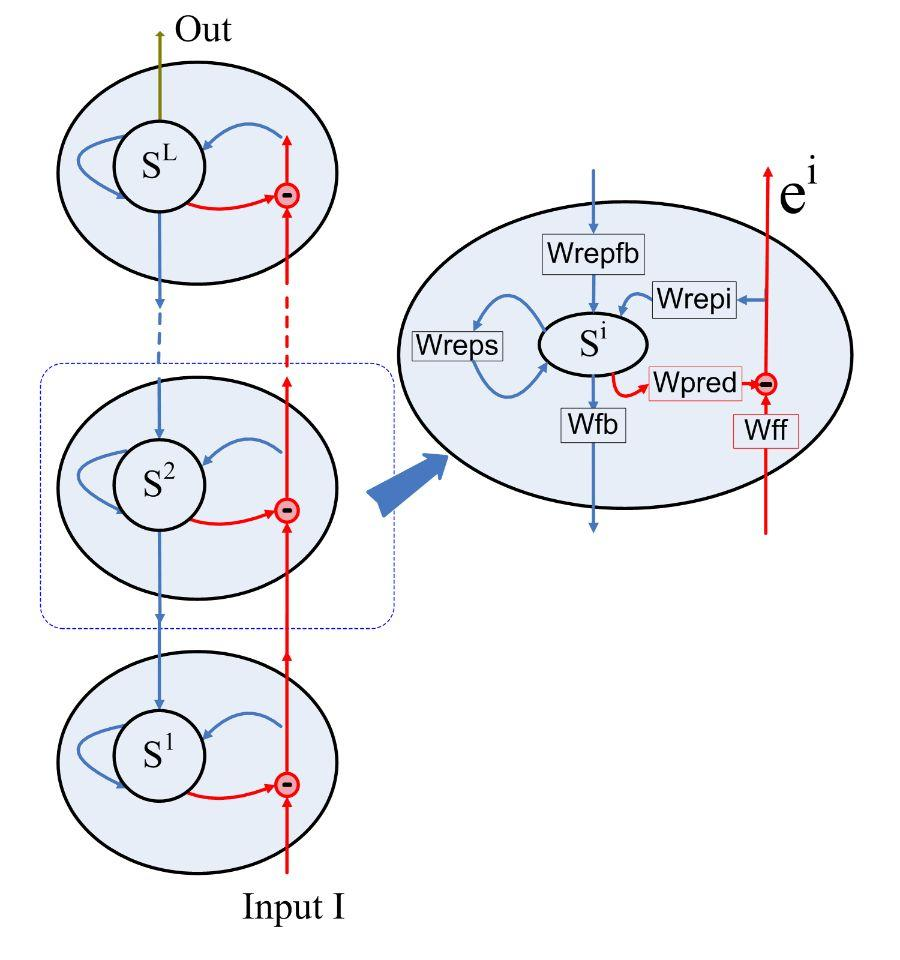 Out
S^L
-
e^i
Wrepfb
Wrepi
Wreps
S^i
Wpred
-
Wfb
Wff
S^2
-
S^1
-
Input I